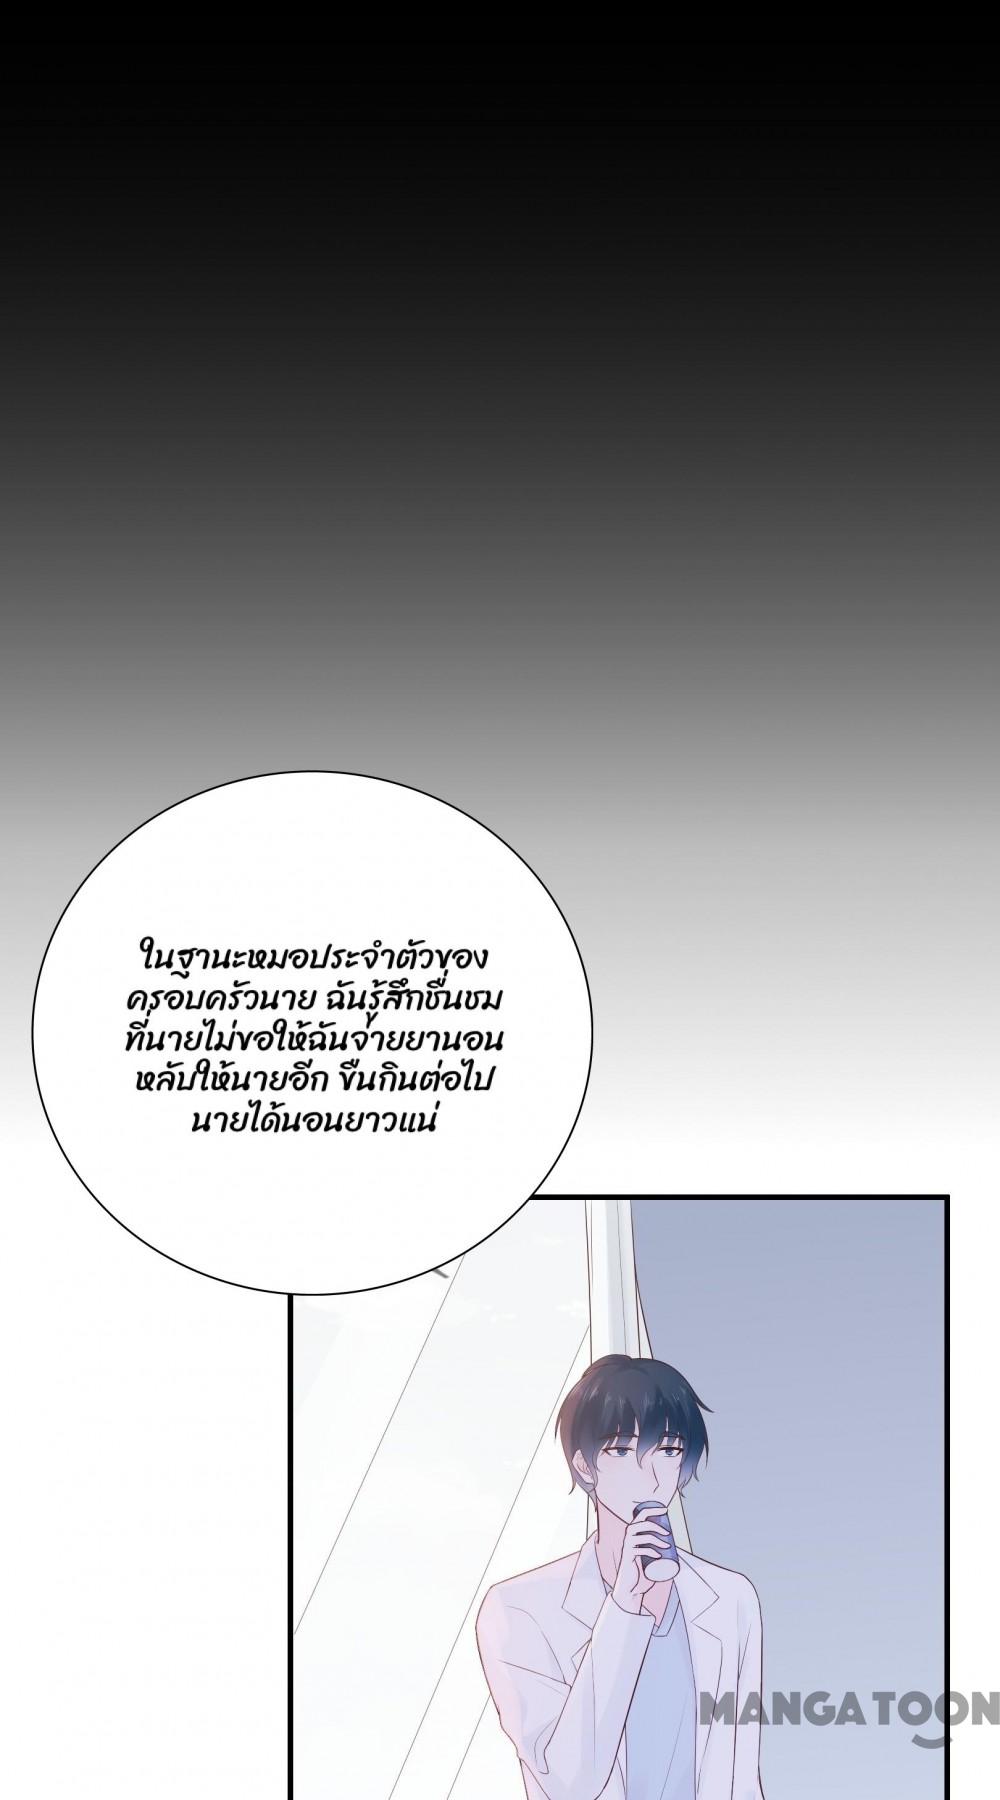 ในฐานะหมอประจำตัวของ
ครอบครัวนาย ฉันรู้สึกชื่นชม
ที่นายไม่ขอให้ฉันจ่ายยานอน
หลับให้นายอีก ขืนกินต่อไป
นายได้นอนยาวแน่
MANGATOON